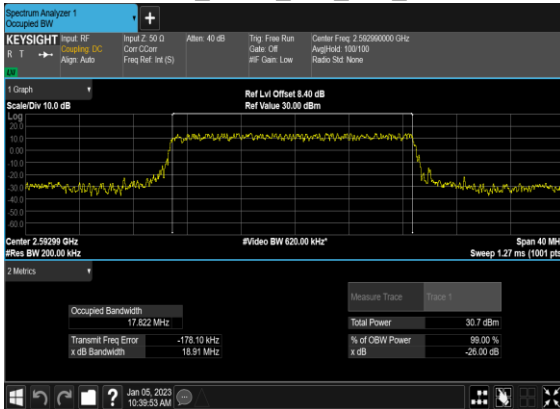 Spectrum Analyzer 1
Occupied BW
+
KEYSIGHT
R T
LW
Input: RF
Coupling: DC
Align: Auto
Input Z: 50 Ω
Corr CCorr
Freq Ref: Int (S)
Atten: 40 dB
Trig: Free Run
Gate: Off
#IF Gain: Low
Center Freq: 2.592990000 GHz
Avg|Hold: 100/100
Radio Std: None
1 Graph
Scale/Div 10.0 dB
Ref Lvl Offset 8.40 dB
Ref Value 30.00 dBm
Log
20.0
10.0
0.00
-10.0
-20.0
-30.0
-40.0
-50.0
-60.0
Center 2.59299 GHz
#Res BW 200.00 kHz
#Video BW 620.00 kHz*
Span 40 MH
Sweep 1.27 ms (1001 pts
2 Metrics
Measure Trace Trace 1
Occupied Bandwidth
17.822 MHz
Total Power 30.7 dBm
Transmit Freq Error -178.10 kHz
% of OBW Power 99.00 %
x dB Bandwidth 18.91 MHz
x dB -26.00 dB
?
Jan 05, 2023
10:39:53 AM